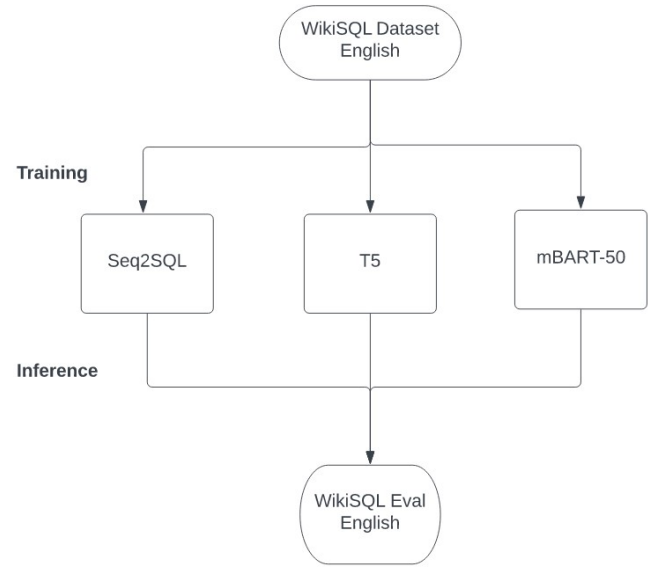 WikiSQL Dataset
English
Training
Seq2SQL
T5
mBART-50
Inference
WikiSQL Eval
English